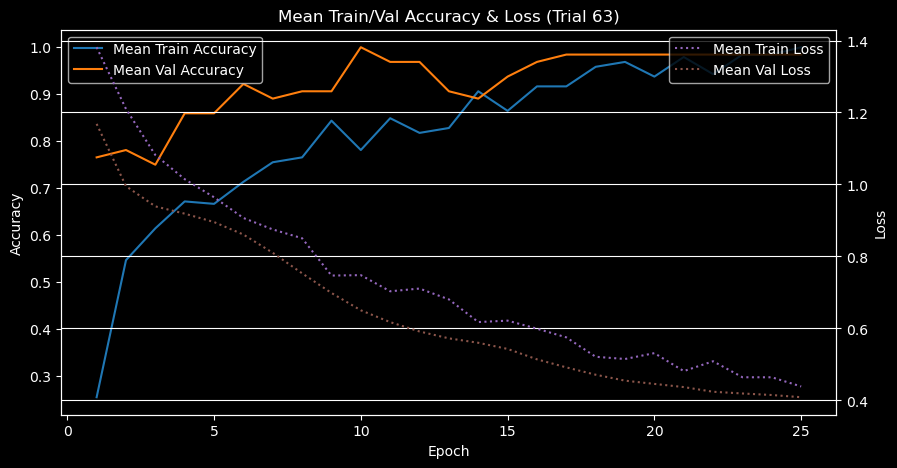 Mean Train/Val Accuracy & Loss (Trial 63)
Mean Train Accuracy
Mean Val Accuracy
Mean Train Loss
Mean Val Loss
1.0
0.9
0.8
0.7
0.6
0.5
0.4
0.3
Accuracy
1.4
1.2
1.0
0.8
0.6
0.4
Loss
0
5
10
15
20
25
Epoch